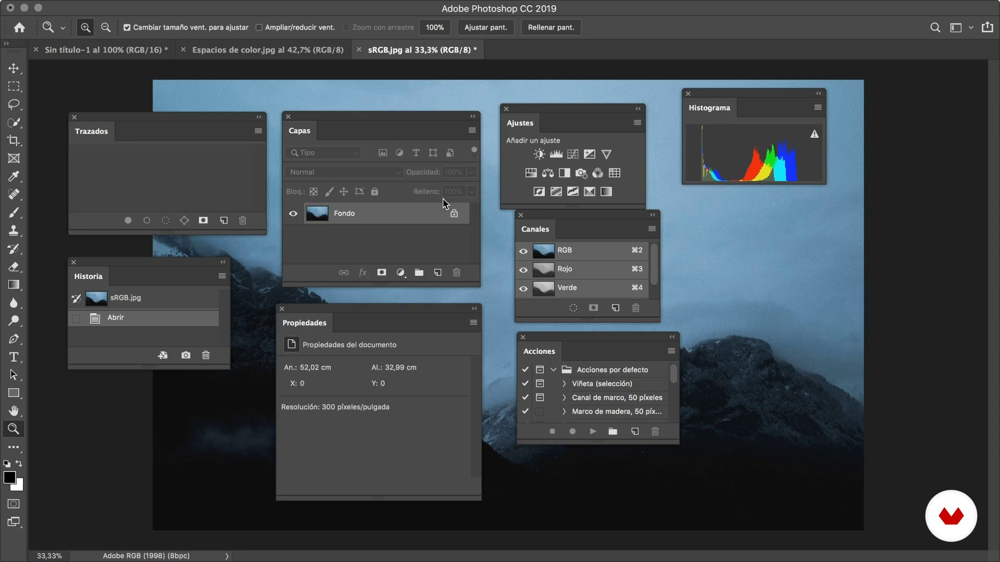 Adobe Photoshop CC 2019
Cambiar tamaño vent. para ajustar Ampliar/reducir vent. Zoom con arrastre 100% Ajustar pant. Rellenar pant.
Sin título-1 al 100% (RGB/16) * Espacios de color.jpg al 42,7% (RGB/8) sRGB.jpg al 33,3% (RGB/8) *
Trazados
Capas
Tipo
Normal Opacidad: 100%
Bloq.: Relleno: 100%
Fondo
fx
Ajustes
Añadir un ajuste
Histograma
Canales
RGB ⌘2
Rojo ⌘3
Verde ⌘4
Historia
sRGB.jpg
Abrir
Propiedades
Propiedades del documento
An.: 52,02 cm Al.: 32,99 cm
X: 0 Y: 0
Resolución: 300 píxeles/pulgada
Acciones
Acciones por defecto
Viñeta (selección)
Canal de marco, 50 píxeles
Marco de madera, 50 píx...
33,33% Adobe RGB (1998) (8bpc)